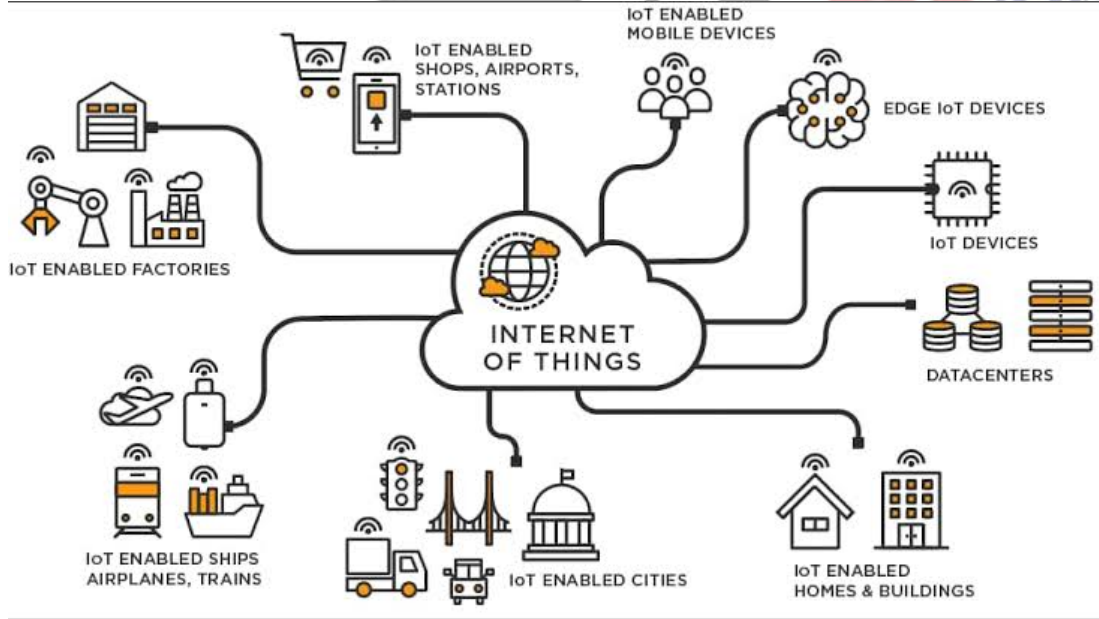 IoT ENABLED
MOBILE DEVICES
IoT ENABLED
SHOPS, AIRPORTS,
STATIONS
EDGE IoT DEVICES
IoT DEVICES
IoT ENABLED FACTORIES
INTERNET
OF THINGS
DATACENTERS
IoT ENABLED SHIPS
AIRPLANES, TRAINS
IoT ENABLED CITIES
IoT ENABLED
HOMES & BUILDINGS